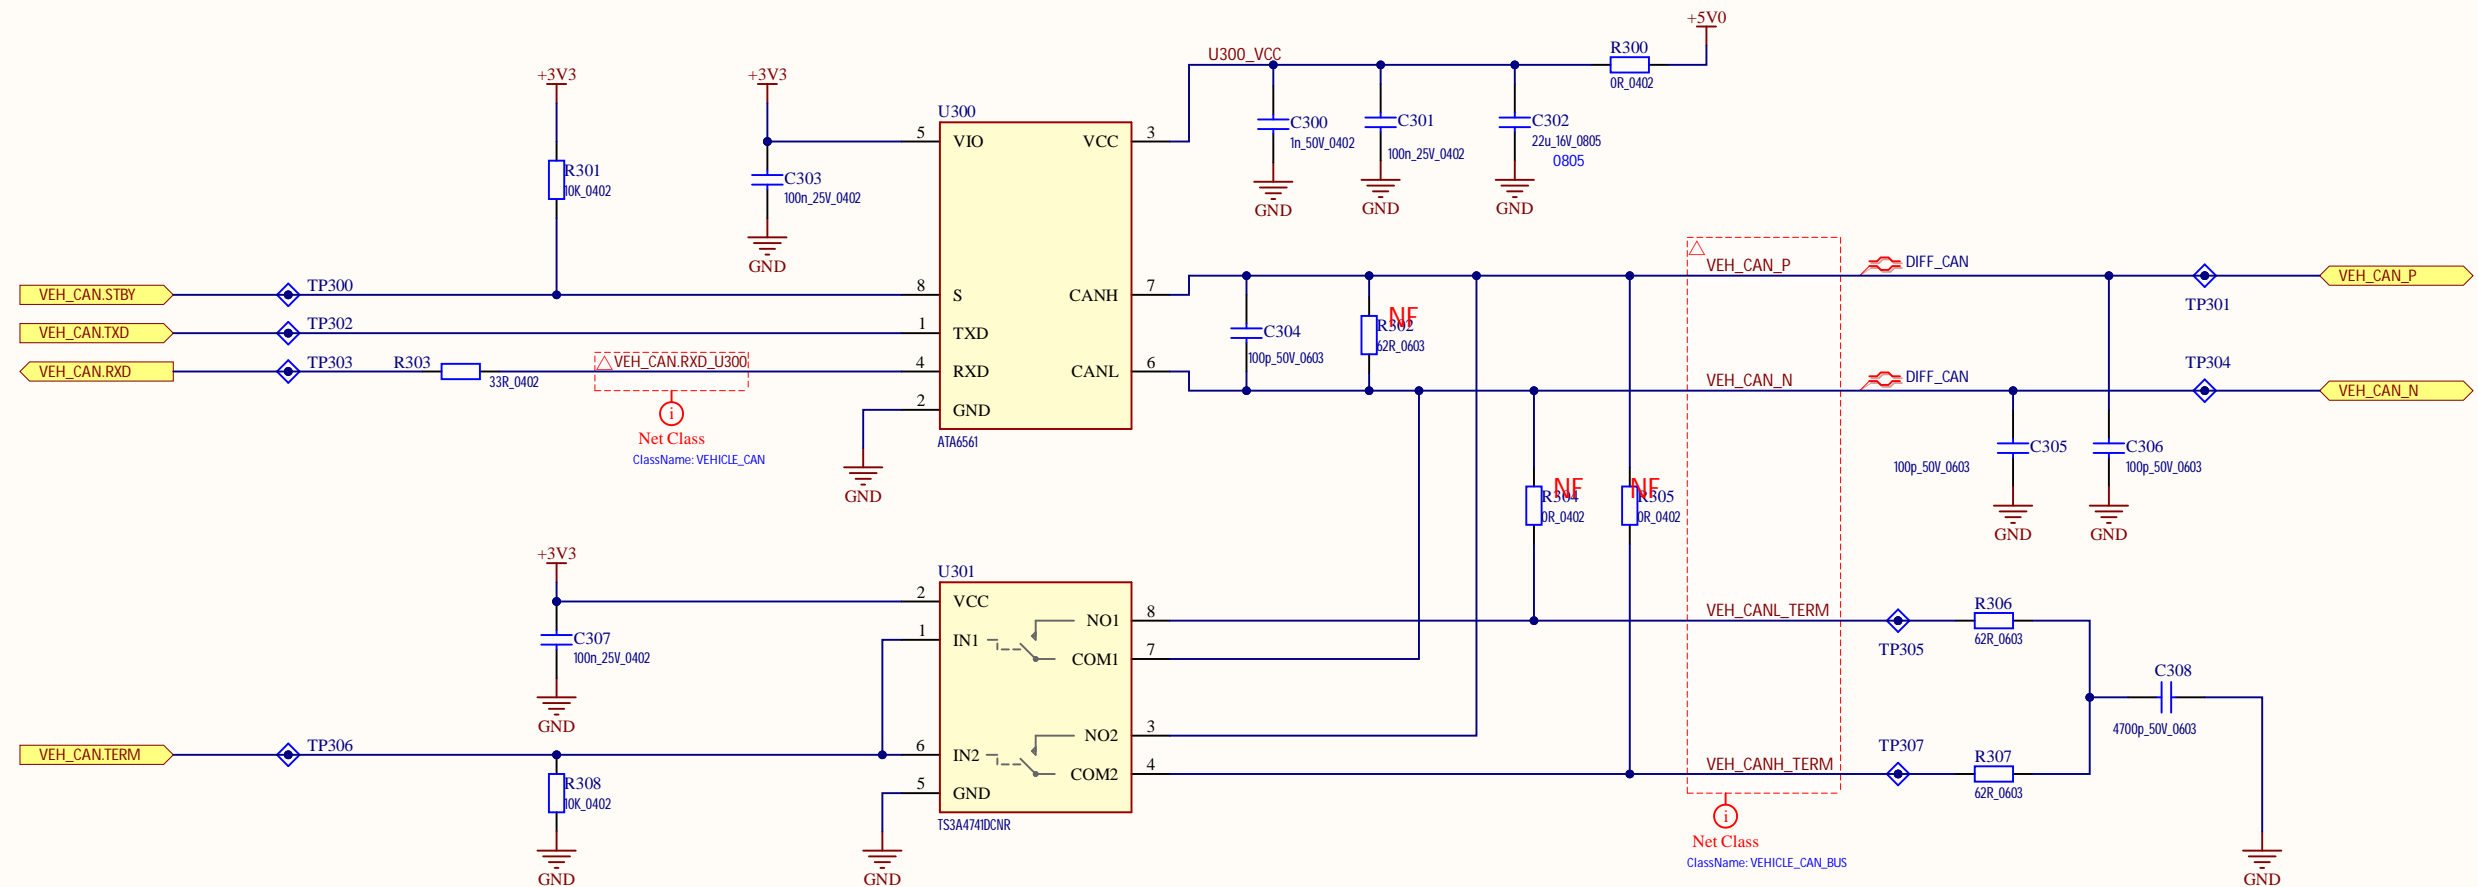 +5V0
U300_VCC
R300
0R_0402
+3V3
+3V3
U300
5
VIO
VCC
3
C300
1n_50V_0402
C301
100n_25V_0402
C302
22u_16V_0805
0805
R301
10K_0402
C303
100n_25V_0402
GND
GND
GND
GND
VEH_CAN.STBY
TP300
8
S
CANH
7
VEH_CAN_P
DIFF_CAN
VEH_CAN_P
TP301
VEH_CAN.TXD
TP302
1
TXD
C304
100p_50V_0603
NF
R302
62R_0603
VEH_CAN.RXD
TP303
R303
33R_0402
VEH_CAN.RXD_U300
4
RXD
CANL
6
VEH_CAN_N
DIFF_CAN
TP304
VEH_CAN_N
2
GND
ATA6561
i
Net Class
ClassName: VEHICLE_CAN
GND
C305
100p_50V_0603
C306
100p_50V_0603
GND
GND
NF
R304
0R_0402
NF
R305
0R_0402
+3V3
U301
2
VCC
1
IN1
NO1
8
COM1
7
C307
100n_25V_0402
GND
VEH_CANL_TERM
TP305
R306
62R_0603
C308
4700p_50V_0603
VEH_CAN.TERM
TP306
6
IN2
NO2
3
COM2
4
5
GND
TS3A4741DCNR
VEH_CANH_TERM
TP307
R307
62R_0603
R308
10K_0402
GND
GND
i
Net Class
ClassName: VEHICLE_CAN_BUS
GND